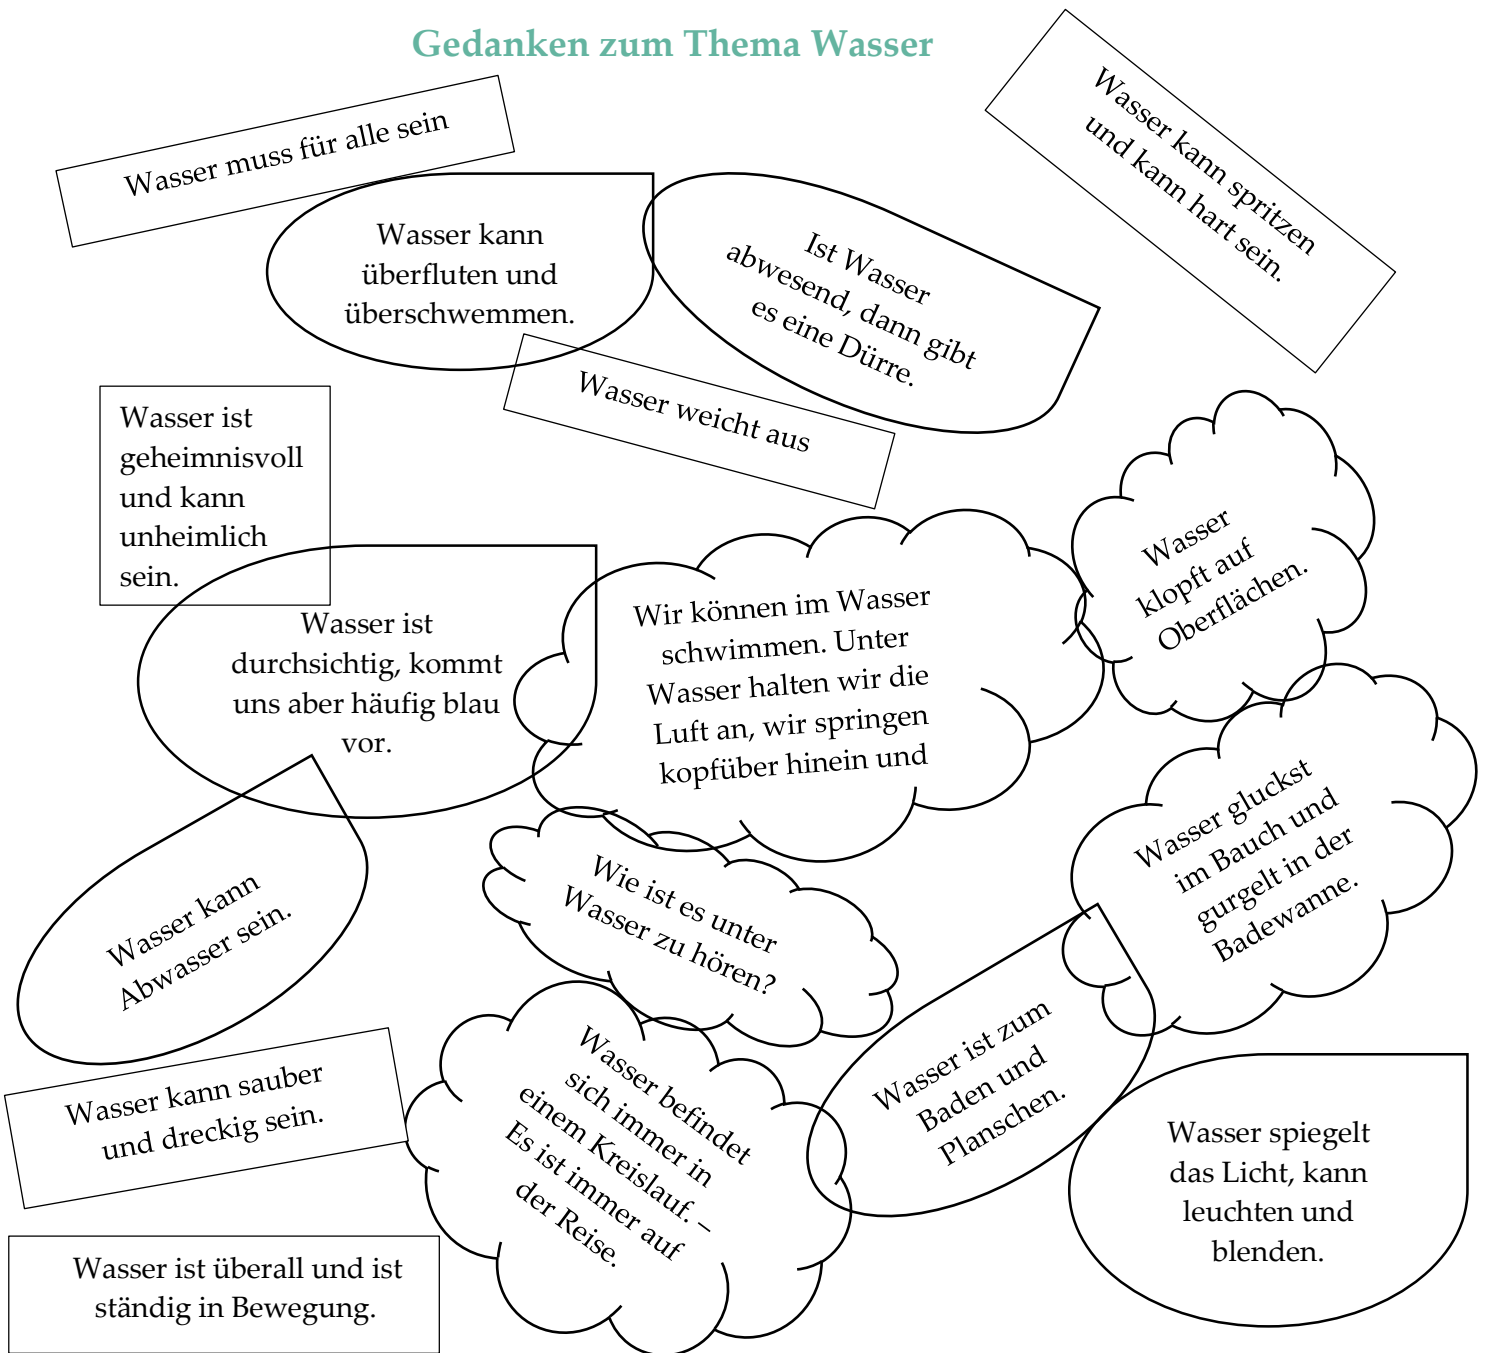 Gedanken zum Thema Wasser
Wasser muss für alle sein
Wasser kann spritzen
und kann hart sein.
Wasser kann
überfluten und
überschwemmen.
Ist Wasser
abwesend, dann gibt
es eine Dürre.
Wasser weicht aus
Wasser ist
geheimnisvoll
und kann
unheimlich
sein.
Wasser
klopft auf
Oberflächen.
Wasser ist
durchsichtig, kommt
uns aber häufig blau
vor.
Wir können im Wasser
schwimmen. Unter
Wasser halten wir die
Luft an, wir springen
kopfüber hinein und
Wasser gluckst
im Bauch und
gurgelt in der
Badewanne.
Wasser kann
Abwasser sein.
Wie ist es unter
Wasser zu hören?
Wasser ist zum
Baden und
Planschen.
Wasser kann sauber
und dreckig sein.
Wasser befindet
sich immer in
einem Kreislauf. –
Es ist immer auf
der Reise.
Wasser spiegelt
das Licht, kann
leuchten und
blenden.
Wasser ist überall und ist
ständig in Bewegung.